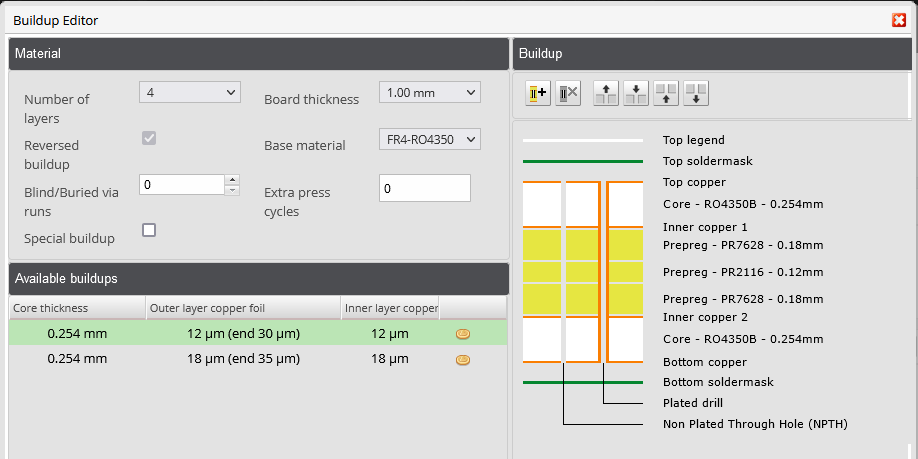 Buildup Editor
Material
Number of
layers
4
Board thickness
1.00 mm
Reversed
buildup
Base material
FR4-RO4350
Blind/Buried via
runs
0
Extra press
cycles
0
Special buildup
Available buildups
Core thickness
Outer layer copper foil
Inner layer copper
0.254 mm
12 µm (end 30 µm)
12 µm
0.254 mm
18 µm (end 35 µm)
18 µm
Buildup
Top legend
Top soldermask
Top copper
Core - RO4350B - 0.254mm
Inner copper 1
Prepreg - PR7628 - 0.18mm
Prepreg - PR2116 - 0.12mm
Prepreg - PR7628 - 0.18mm
Inner copper 2
Core - RO4350B - 0.254mm
Bottom copper
Bottom soldermask
Plated drill
Non Plated Through Hole (NPTH)